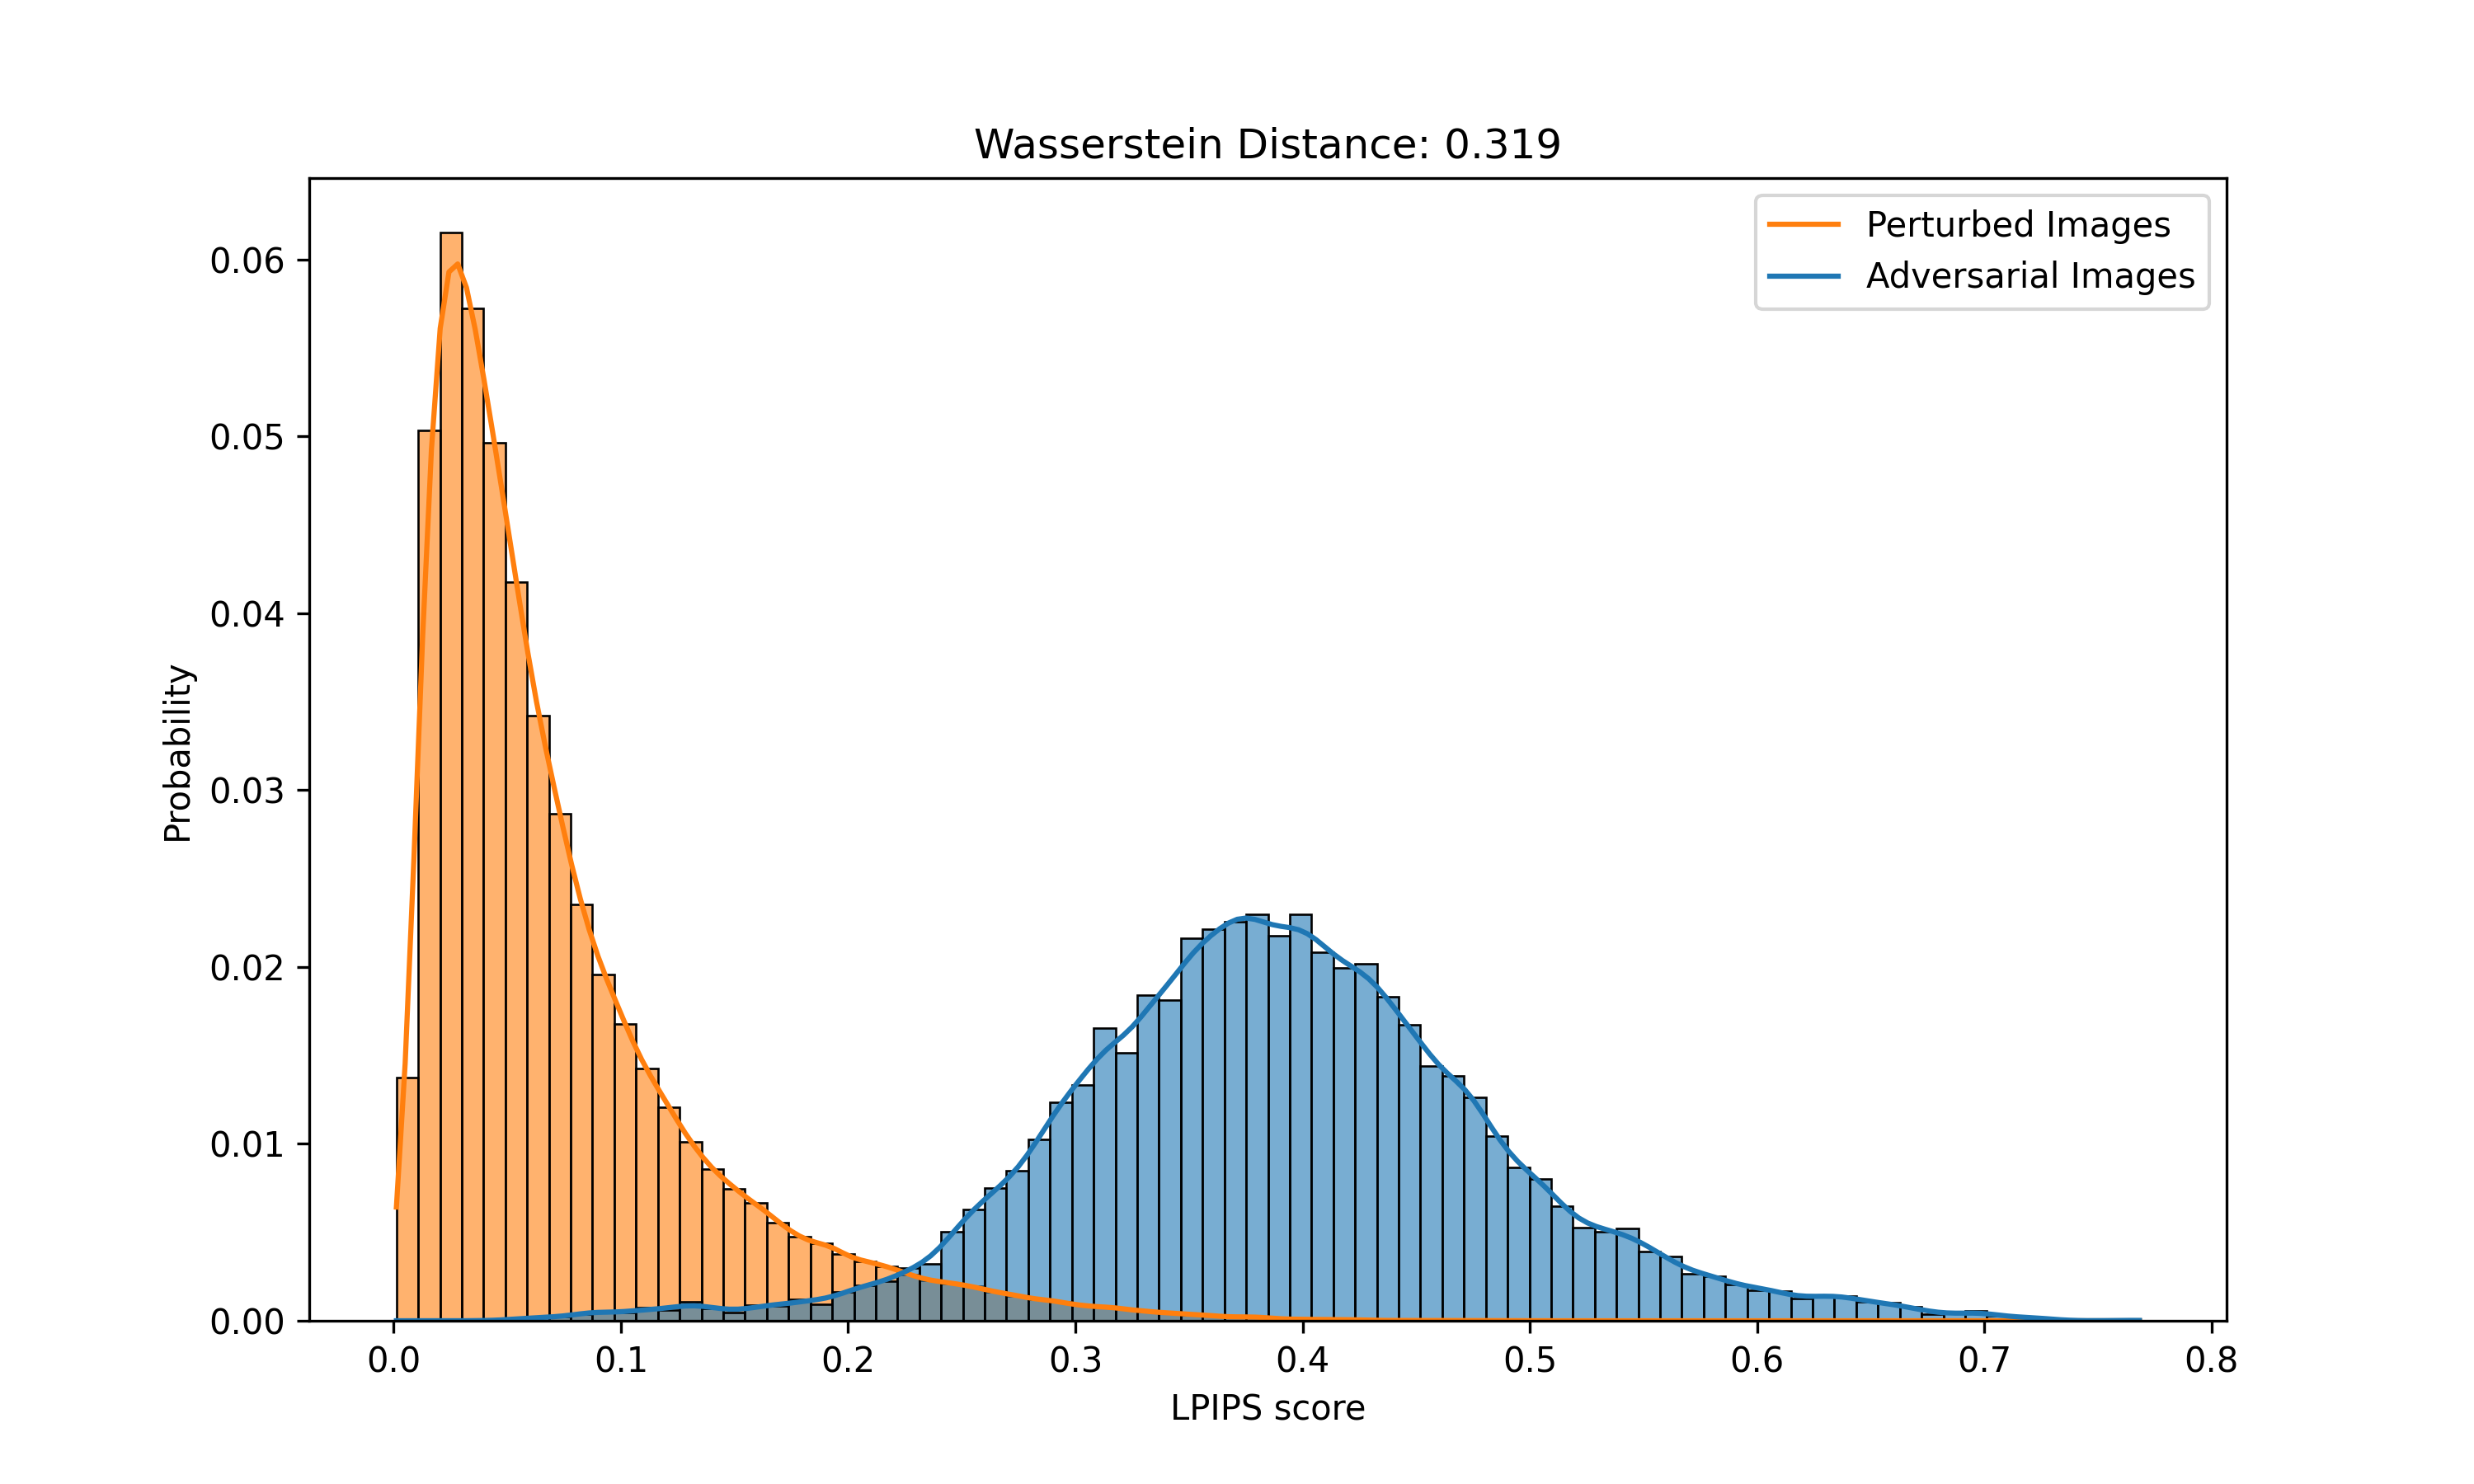 Wasserstein Distance: 0.319
Perturbed Images
Adversarial Images
Probability
0.06
0.05
0.04
0.03
0.02
0.01
0.00
0.0 0.1 0.2 0.3 0.4 0.5 0.6 0.7 0.8
LPIPS score